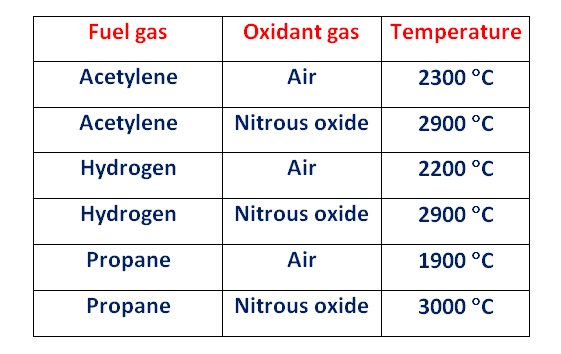 Fuel gas Oxidant gas Temperature
Acetylene Air 2300 °C
Acetylene Nitrous oxide 2900 °C
Hydrogen Air 2200 °C
Hydrogen Nitrous oxide 2900 °C
Propane Air 1900 °C
Propane Nitrous oxide 3000 °C